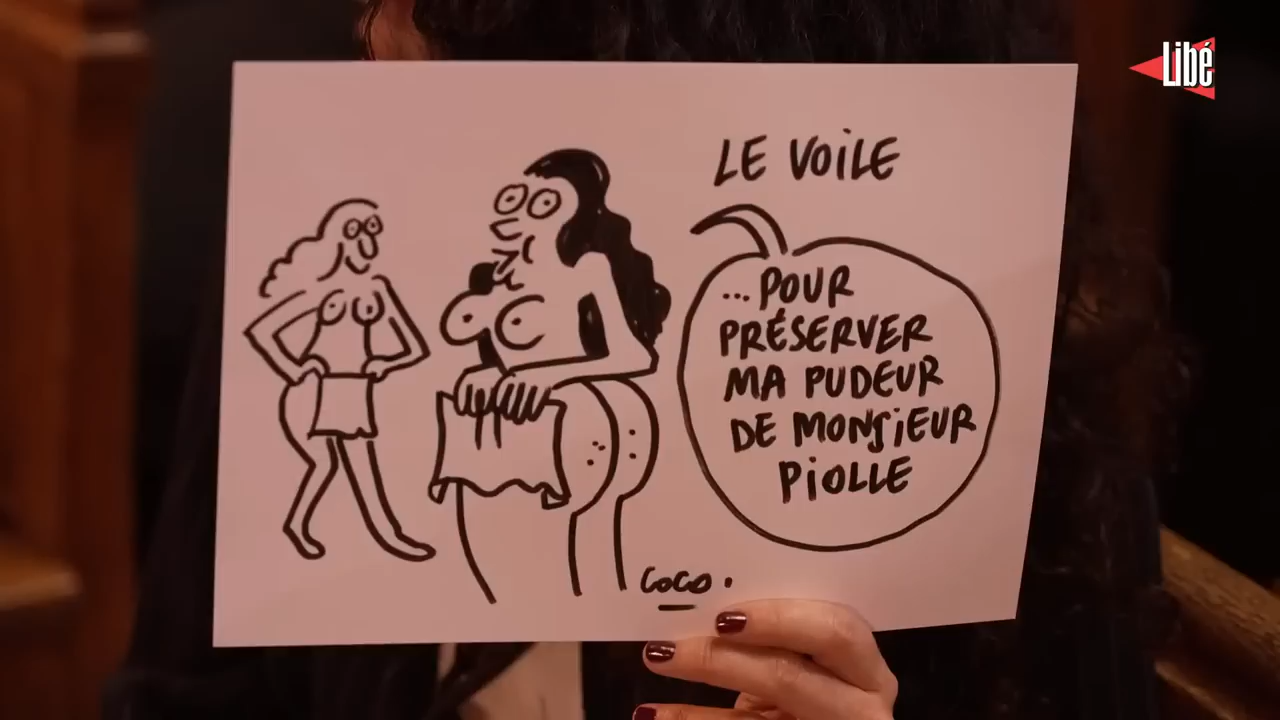 Libé
LE VOILE
...POUR
PRÉSERVER
MA PUDEUR
DE MONSIEUR
PIOLLE
COCO.